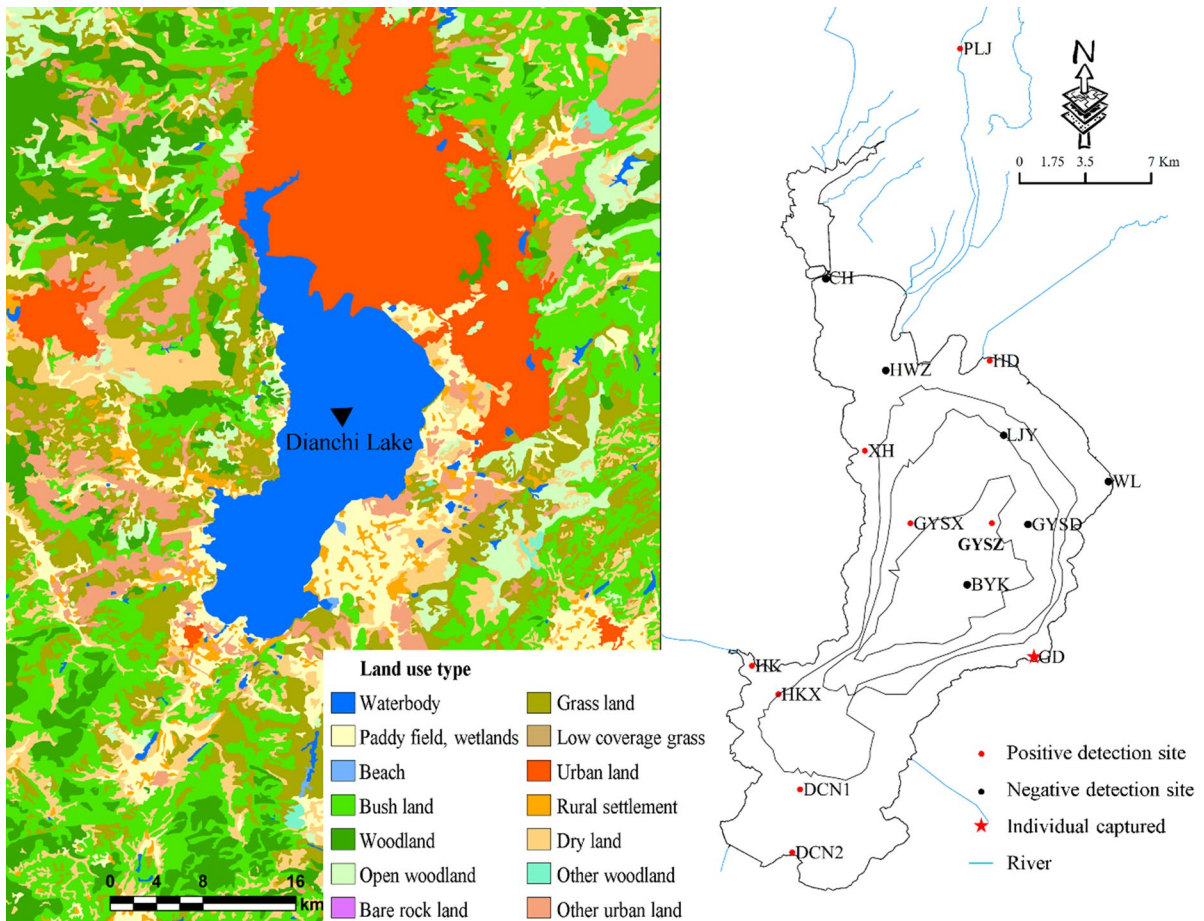 Dianchi Lake
Land use type
Waterbody
Paddy field, wetlands
Beach
Bush land
Woodland
Open woodland
Bare rock land
Grass land
Low coverage grass
Urban land
Rural settlement
Dry land
Other woodland
Other urban land
0 4 8 16
km
N
0 1.75 3.5 7 Km
PLJ
CH
HWZ
HD
LJY
XH
WL
GYSX
GYSD
GYSZ
BYK
GD
HK
HKX
DCN1
DCN2
Positive detection site
Negative detection site
Individual captured
River